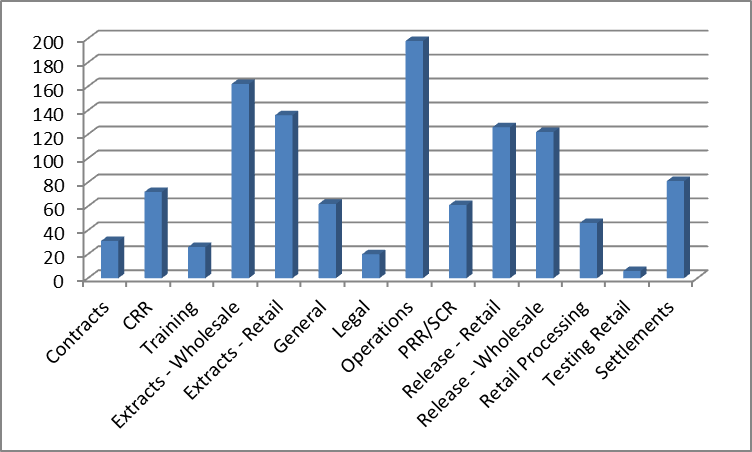 200
180
160
140
120
100
80
60
40
20
0
Contracts
CRR
Training
Extracts - Wholesale
Extracts - Retail
General
Legal
Operations
PRR/SCR
Release - Retail
Release - Wholesale
Retail Processing
Testing Retail
Settlements